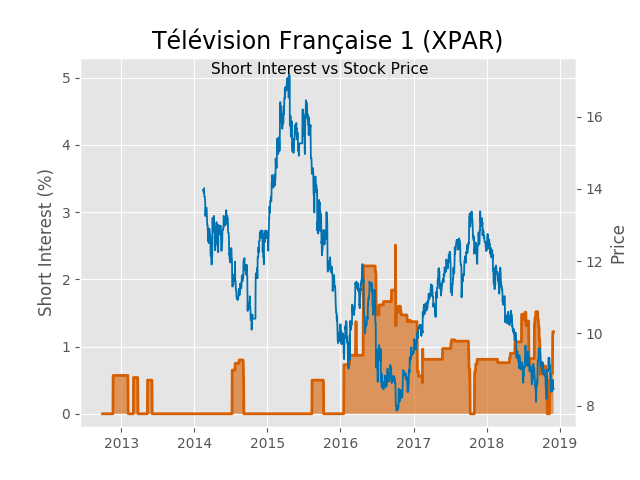 Télévision Française 1 (XPAR)
Short Interest vs Stock Price
Short Interest (%)
5
4
3
2
1
0
16
14
12
10
8
Price
2013 2014 2015 2016 2017 2018 2019